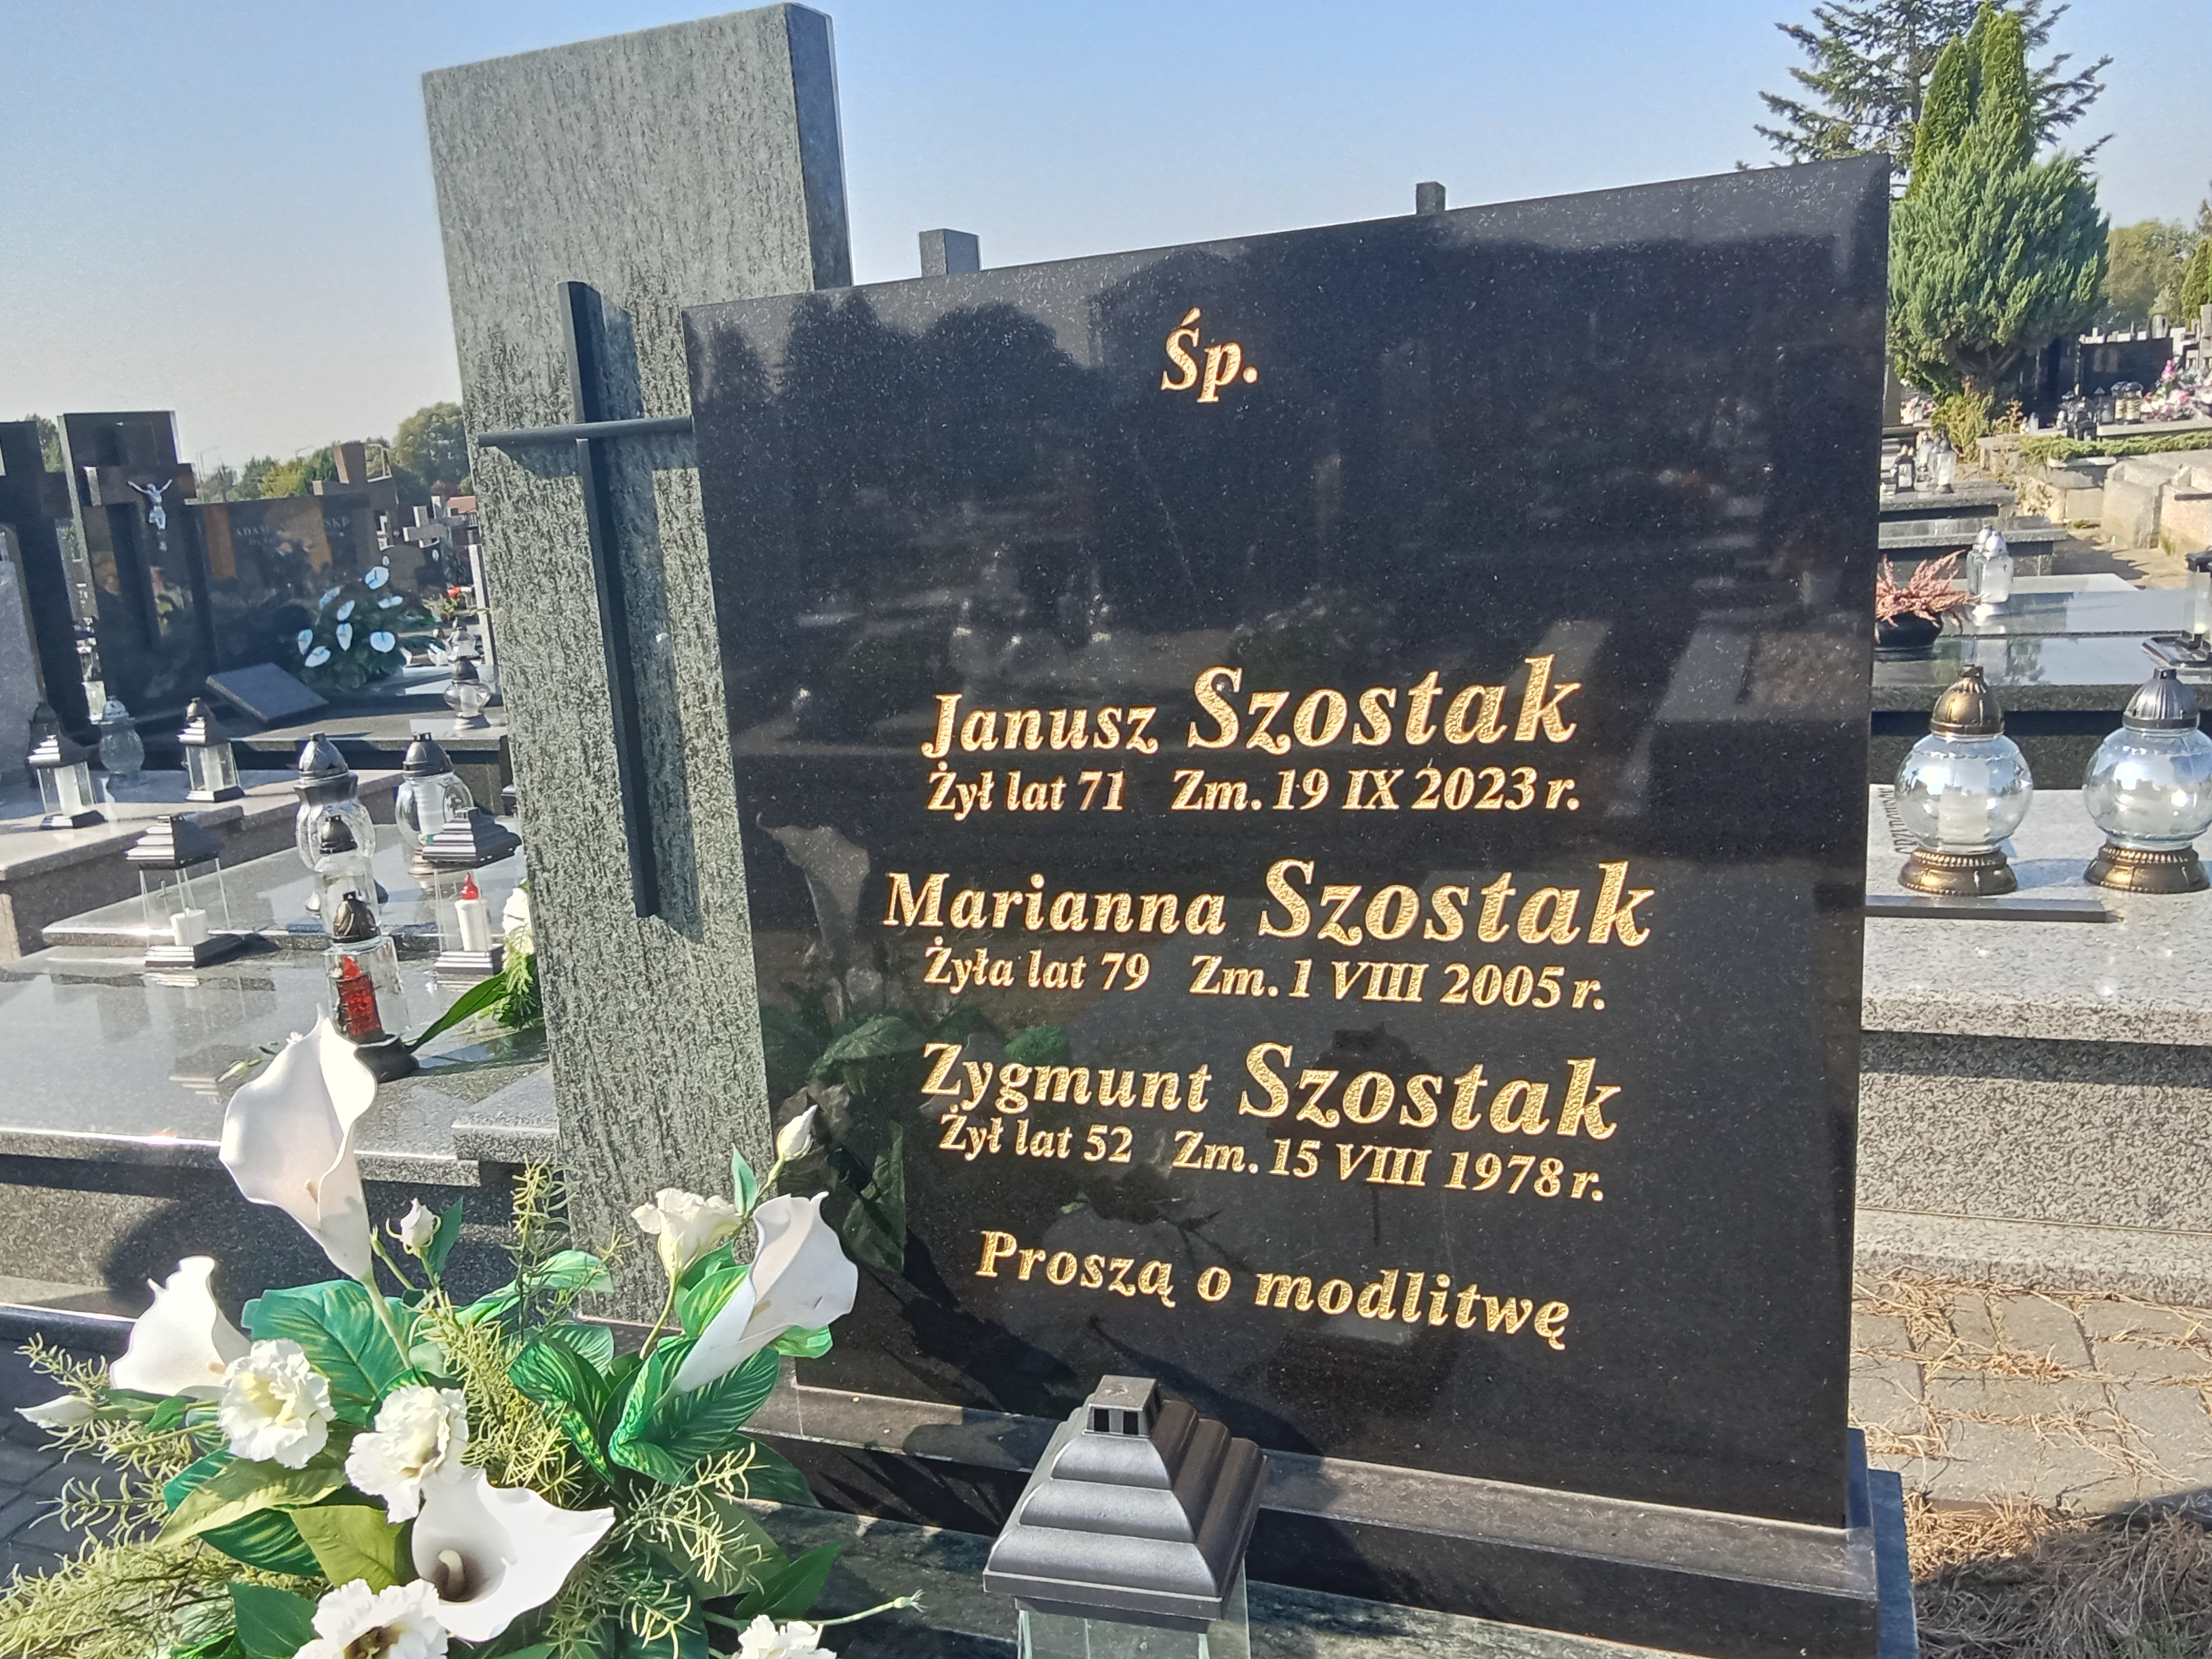 Śp.
Janusz Szostak
Żył lat 71 Zm. 19 IX 2023 r.
Marianna Szostak
Żyła lat 79 Zm. 1 VIII 2005 r.
Zygmunt Szostak
Żył lat 52 Zm. 15 VIII 1978 r.
Proszą o modlitwę